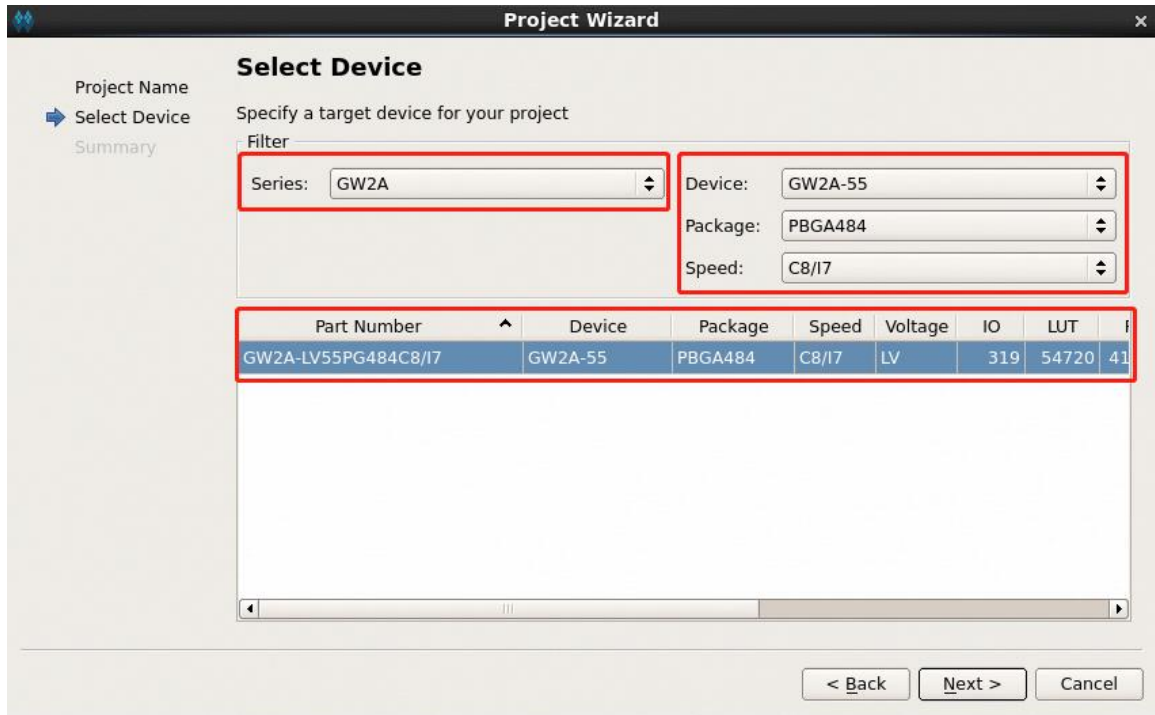 Project Wizard
Select Device
Project Name
Select Device
Specify a target device for your project
Summary
Filter
Series: GW2A
Device: GW2A-55
Package: PBGA484
Speed: C8/I7
Part Number Device Package Speed Voltage IO LUT
GW2A-LV55PG484C8/I7 GW2A-55 PBGA484 C8/I7 LV 319 54720 41
< Back Next > Cancel